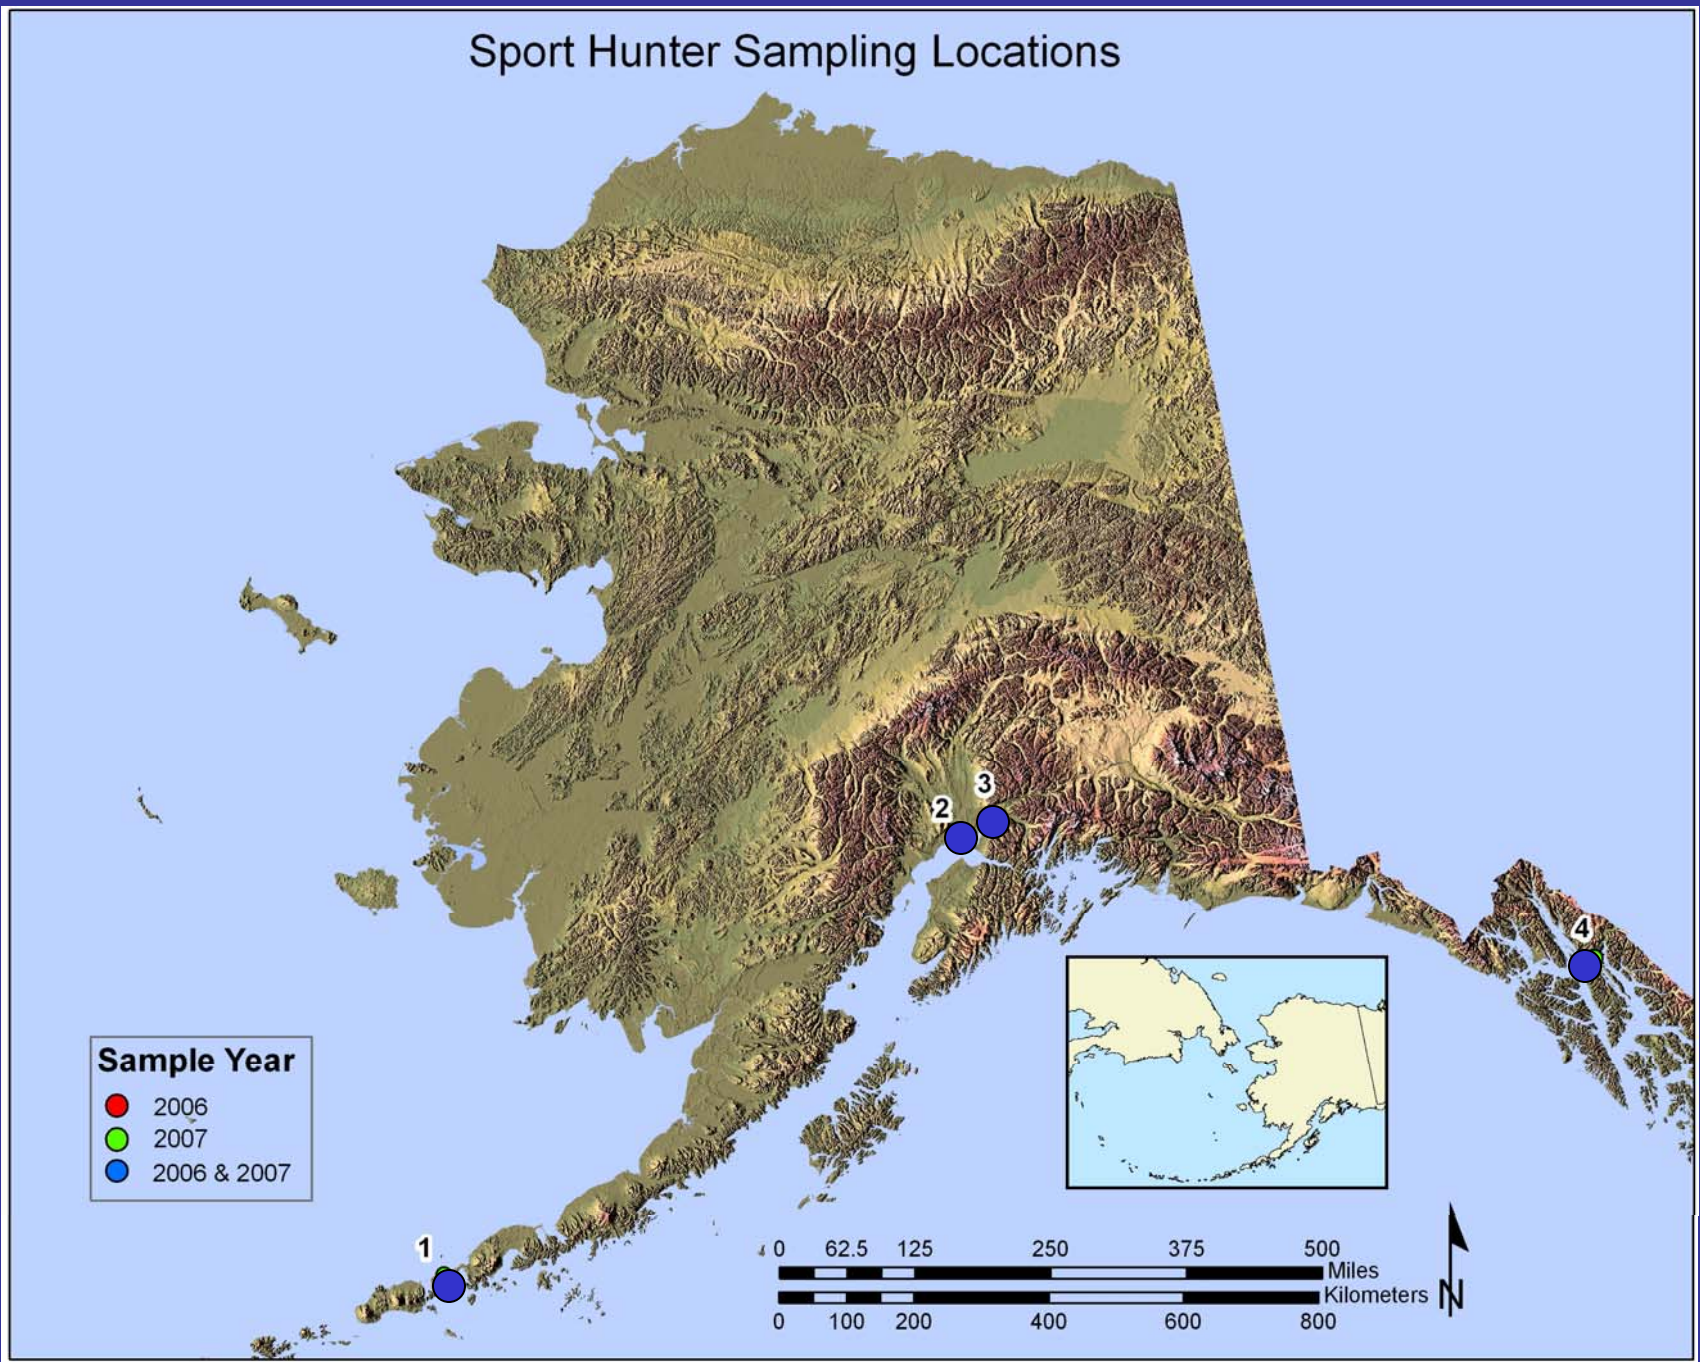 Sport Hunter Sampling Locations
3
2
4
Sample Year
2006
2007
2006 & 2007
1
0 62.5 125 250 375 500
Miles
Kilometers
0 100 200 400 600 800
N